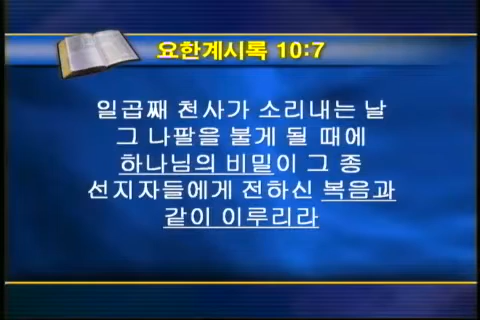 요한계시록 10:7
일곱째 천사가 소리내는 날
그 나팔을 불게 될 때에
하나님의 비밀이 그 종
선지자들에게 전하신 복음과
같이 이루리라